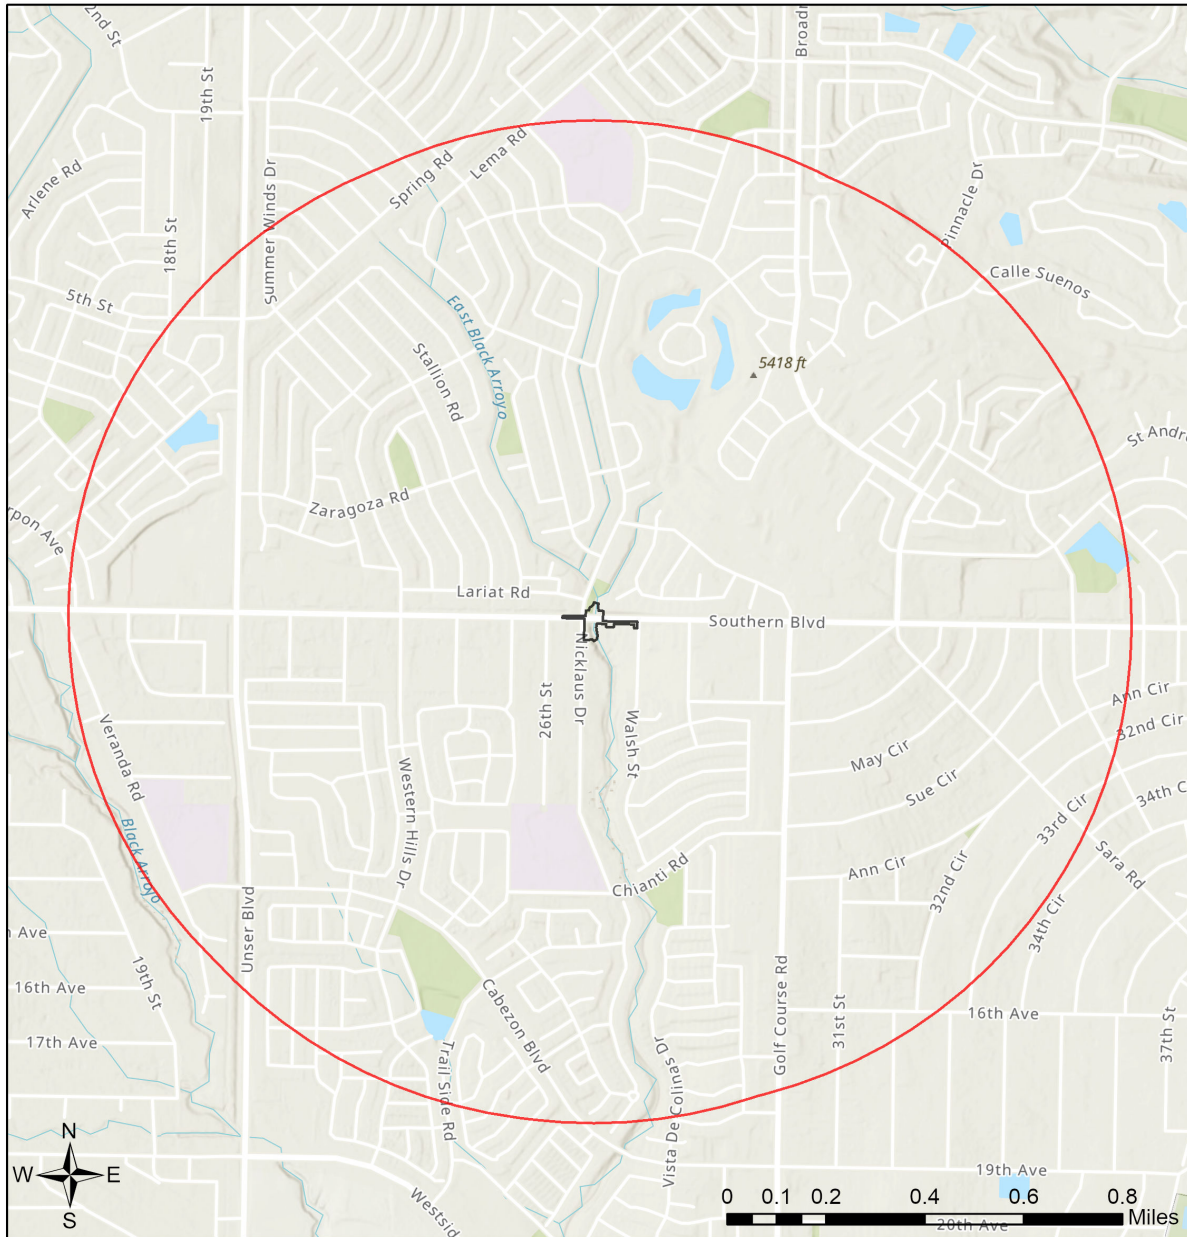 2nd St
19th St
Broadm
Arlene Rd
18th St
Summer Winds Dr
Spring Rd
Lema Rd
Pinnacle Dr
Calle Suenos
5th St
East Black Arroyo
Stallion Rd
5418 ft
St Andre
Zaragoza Rd
rpon Ave
Lariat Rd
Southern Blvd
Nicklaus Dr
26th St
Walsh St
Ann Cir
32nd Cir
Veranda Rd
May Cir
Sue Cir
34th C
Western Hills Dr
33rd Cir
Black Arroyo
Chianti Rd
Ann Cir
32nd Cir
Sara Rd
Unser Blvd
34th Cir
h Ave
19th St
16th Ave
Cabezon Blvd
Golf Course Rd
31st St
16th Ave
37th St
17th Ave
Trail Side Rd
Vista De Colinas Dr
N
W E
S
19th Ave
Westsid
0 0.1 0.2 0.4 0.6 0.8
Miles
20th Ave